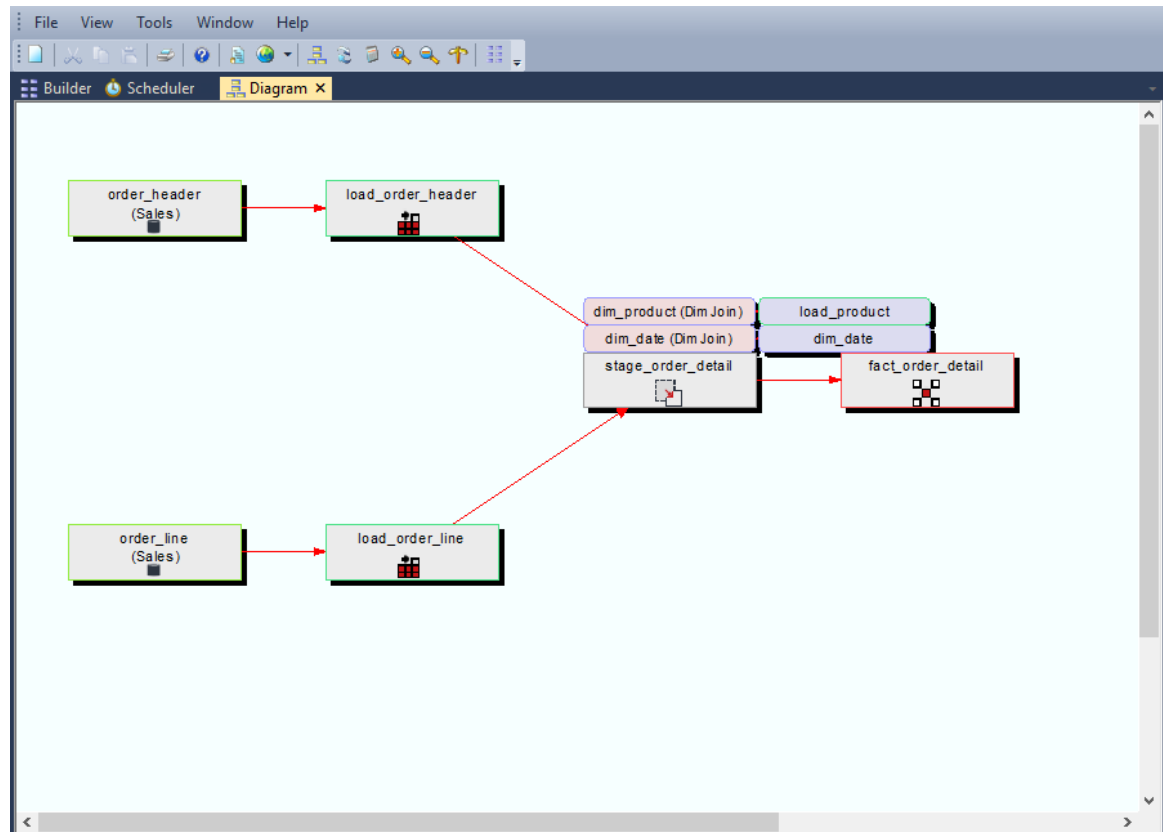 File View Tools Window Help
Builder Scheduler Diagram
order_header
(Sales)
load_order_header
dim_product (Dim Join) load_product
dim_date (Dim Join) dim_date
stage_order_detail fact_order_detail
order_line
(Sales)
load_order_line